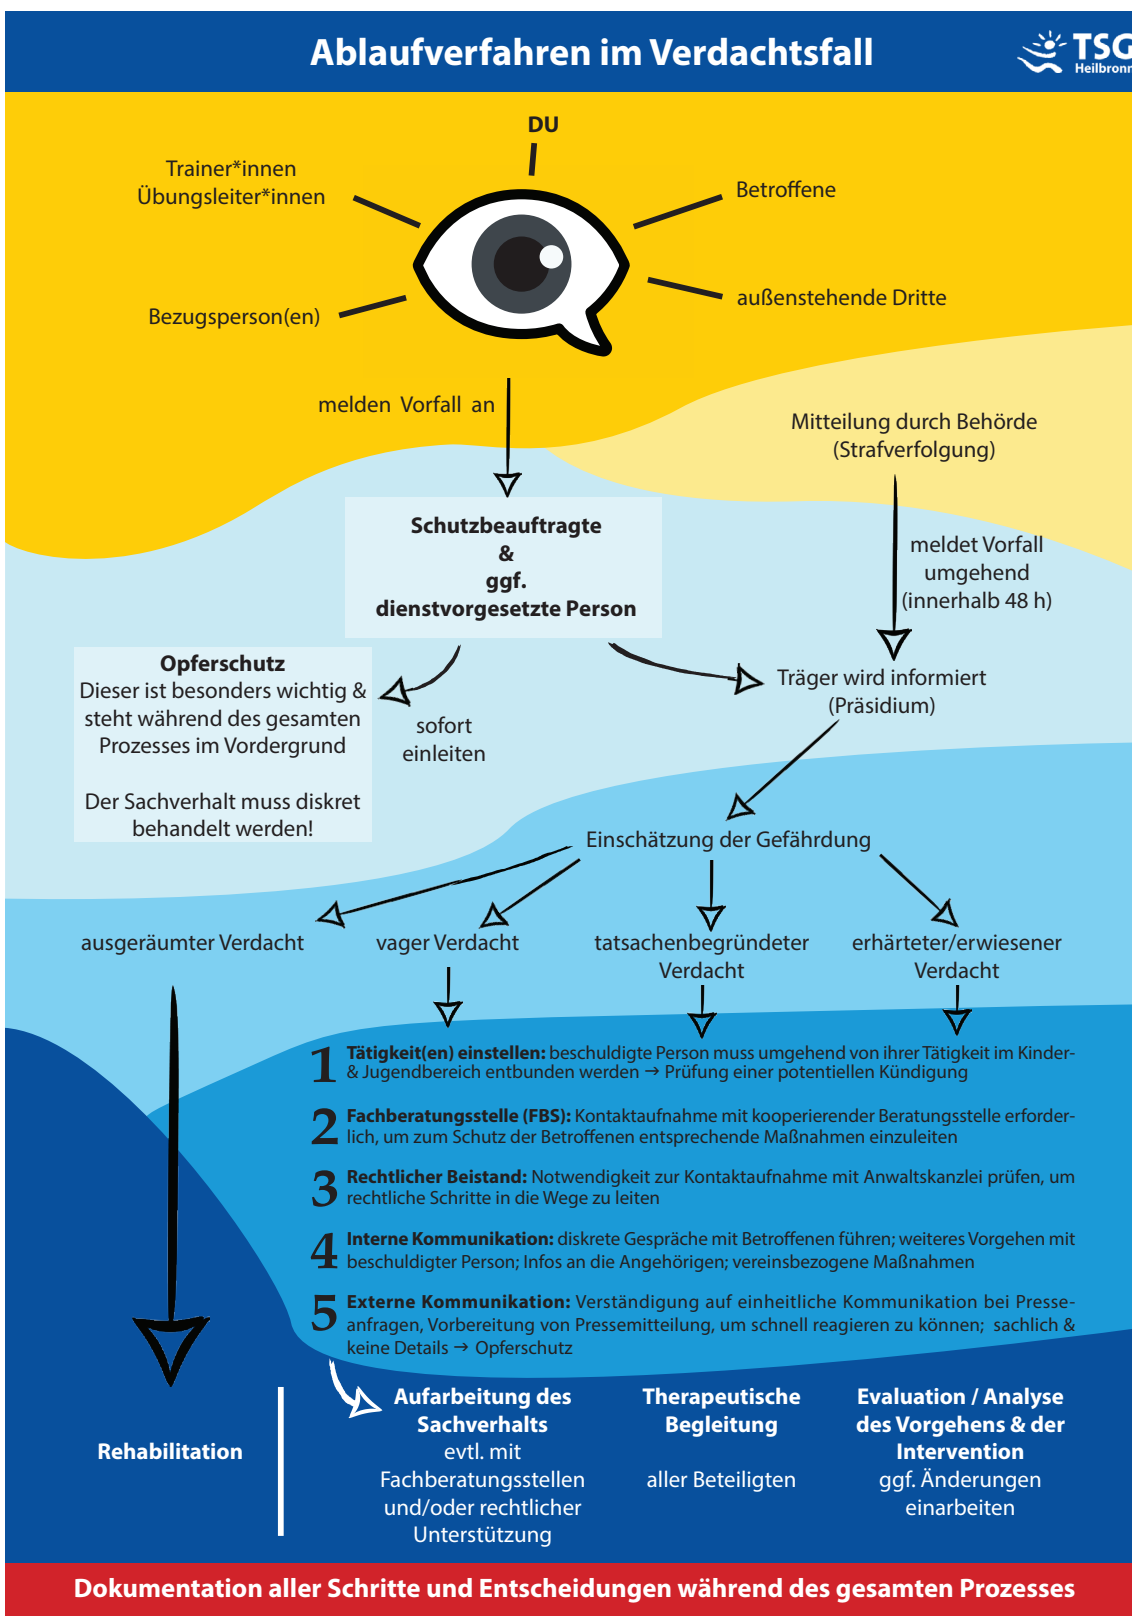 Ablaufverfahren im Verdachtsfall
TSG
Heilbronn
DU
Trainer*innen
Übungsleiter*innen
Betroffene
Bezugsperson(en)
außenstehende Dritte
melden Vorfall an
Mitteilung durch Behörde
(Strafverfolgung)
Schutzbeauftragte
&
ggf.
dienstvorgesetzte Person
meldet Vorfall
umgehend
(innerhalb 48 h)
Opferschutz
Dieser ist besonders wichtig &
steht während des gesamten
Prozesses im Vordergrund
Der Sachverhalt muss diskret
behandelt werden!
sofort
einleiten
Träger wird informiert
(Präsidium)
Einschätzung der Gefährdung
ausgeräumter Verdacht
vager Verdacht
tatsachenbegründeter
Verdacht
erhärteter/erwiesener
Verdacht
1 Tätigkeit(en) einstellen: beschuldigte Person muss umgehend von ihrer Tätigkeit im Kinder-
& Jugendbereich entbunden werden → Prüfung einer potentiellen Kündigung
2 Fachberatungsstelle (FBS): Kontaktaufnahme mit kooperierender Beratungsstelle erforder-
lich, um zum Schutz der Betroffenen entsprechende Maßnahmen einzuleiten
3 Rechtlicher Beistand: Notwendigkeit zur Kontaktaufnahme mit Anwaltskanzlei prüfen, um
rechtliche Schritte in die Wege zu leiten
4 Interne Kommunikation: diskrete Gespräche mit Betroffenen führen; weiteres Vorgehen mit
beschuldigter Person; Infos an die Angehörigen; vereinsbezogene Maßnahmen
5 Externe Kommunikation: Verständigung auf einheitliche Kommunikation bei Presse-
anfragen, Vorbereitung von Pressemitteilung, um schnell reagieren zu können; sachlich &
keine Details → Opferschutz
Rehabilitation
Aufarbeitung des
Sachverhalts
evtl. mit
Fachberatungsstellen
und/oder rechtlicher
Unterstützung
Therapeutische
Begleitung
aller Beteiligten
Evaluation / Analyse
des Vorgehens & der
Intervention
ggf. Änderungen
einarbeiten
Dokumentation aller Schritte und Entscheidungen während des gesamten Prozesses